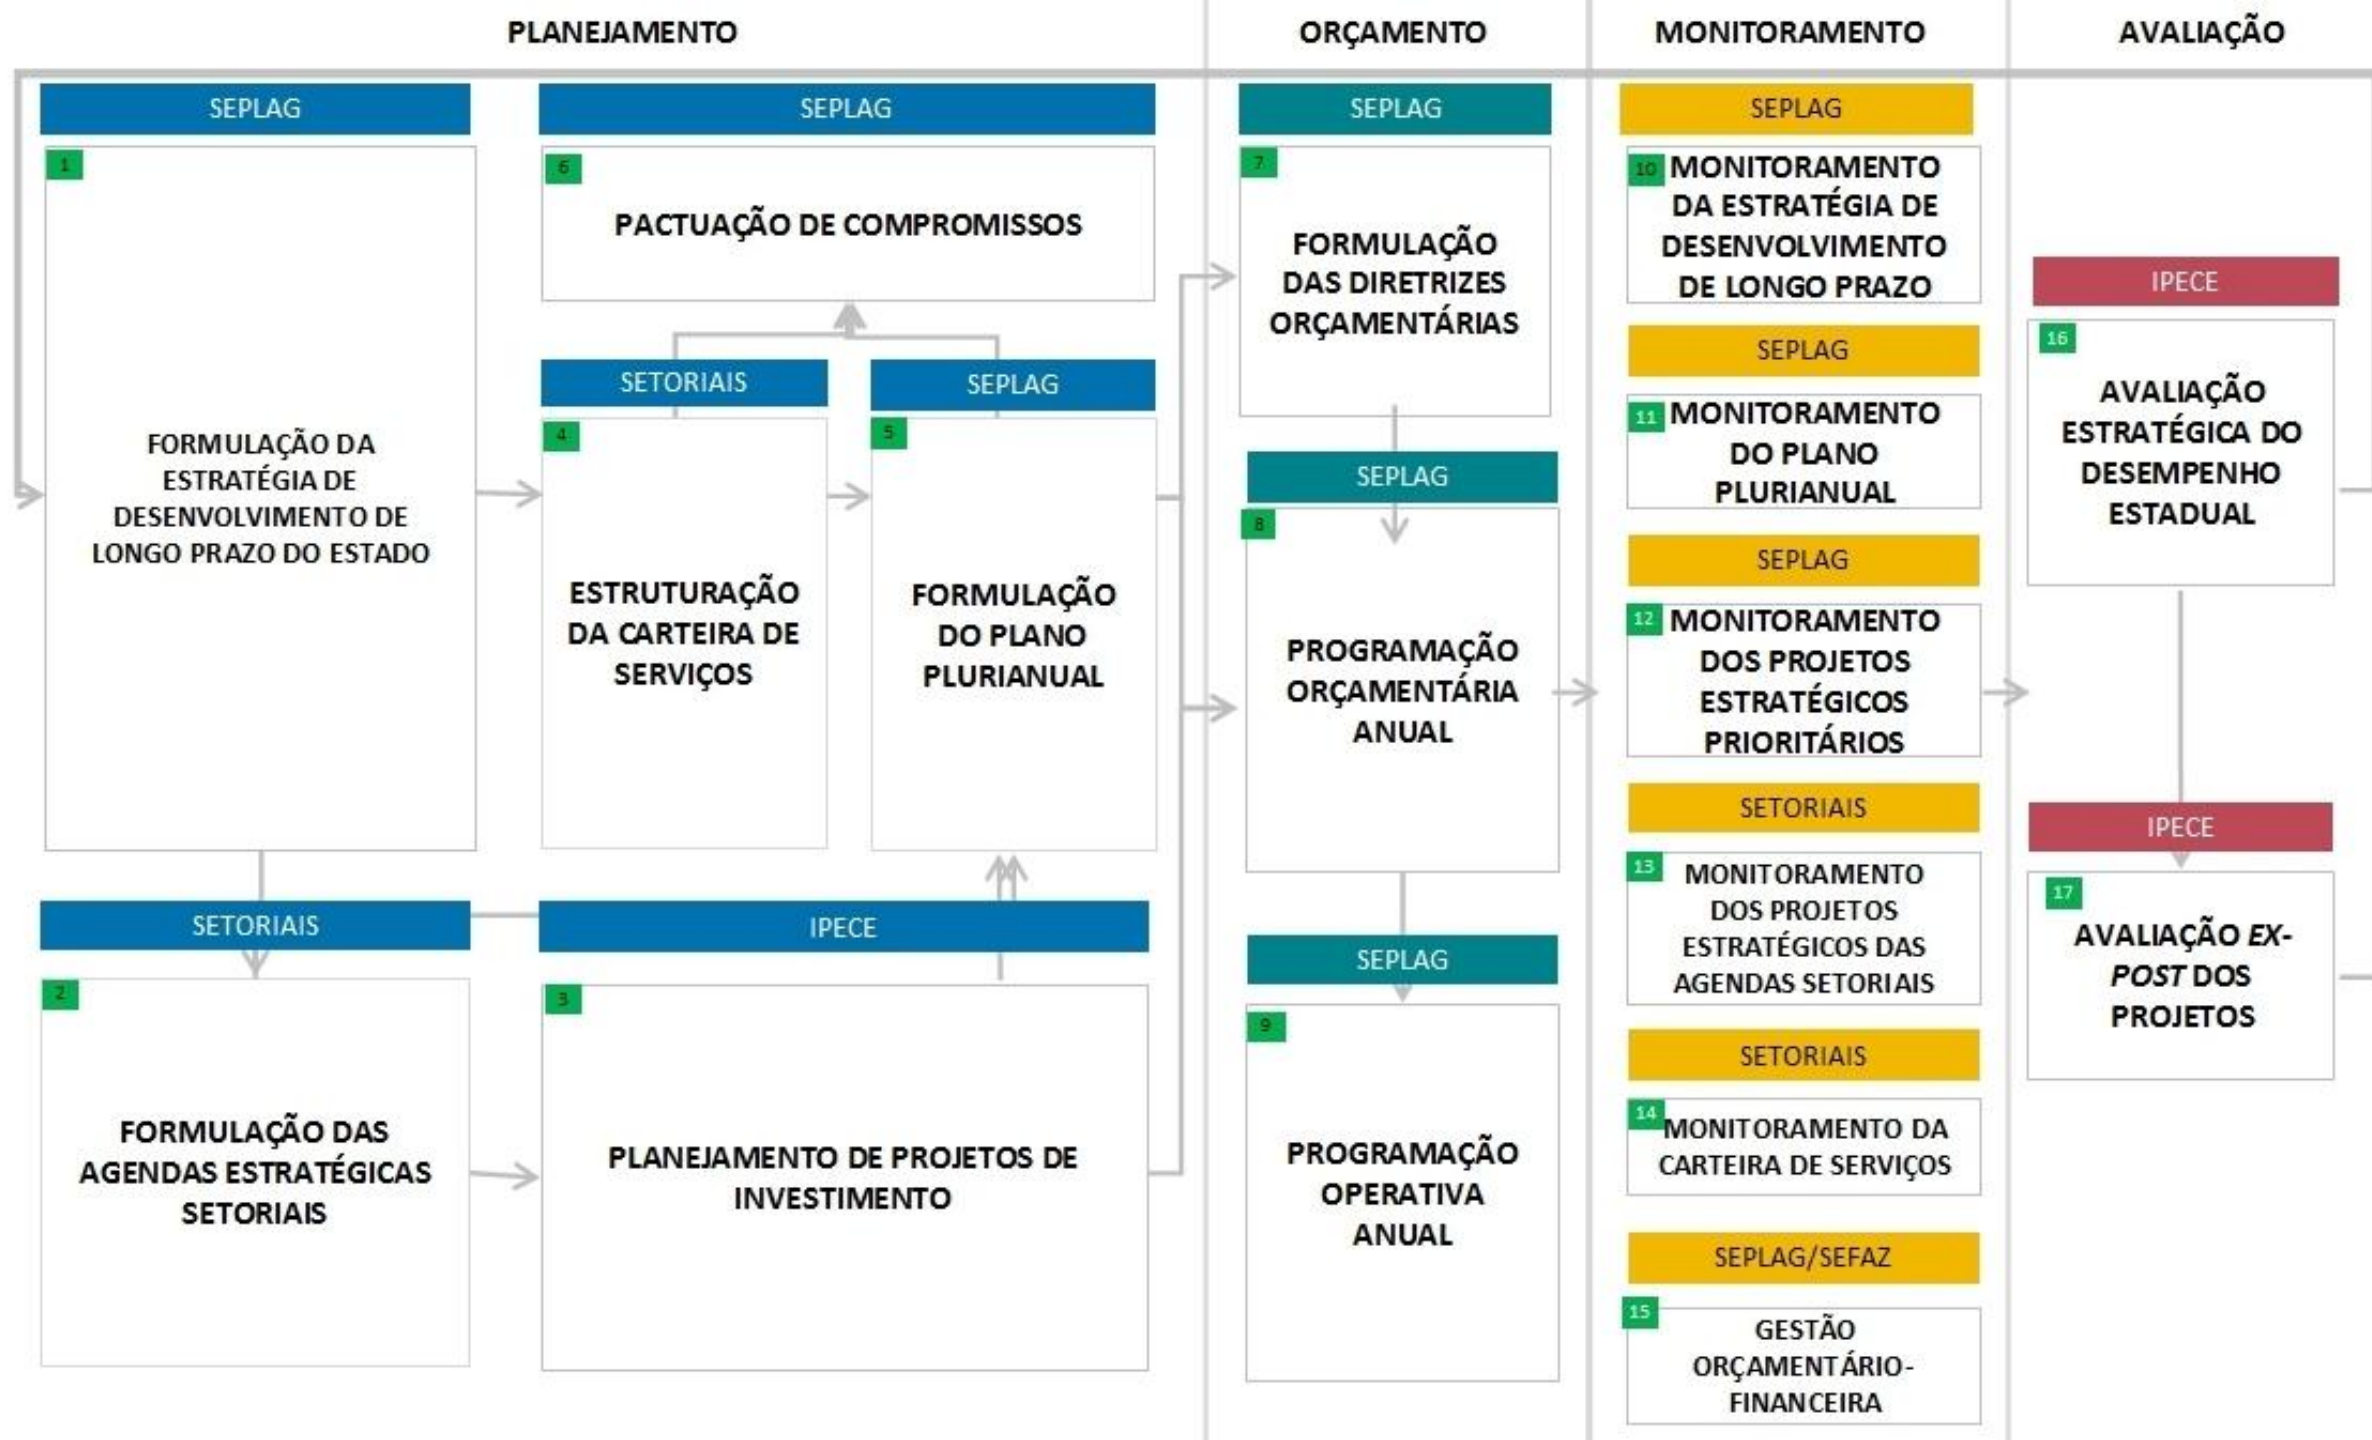 PLANEJAMENTO
ORÇAMENTO
MONITORAMENTO
AVALIAÇÃO
SEPLAG
1
FORMULAÇÃO DA
ESTRATÉGIA DE
DESENVOLVIMENTO DE
LONGO PRAZO DO ESTADO
SETORIAIS
2
FORMULAÇÃO DAS
AGENDAS ESTRATÉGICAS
SETORIAIS
SEPLAG
6
PACTUAÇÃO DE COMPROMISSOS
SETORIAIS
4
ESTRUTURAÇÃO
DA CARTEIRA DE
SERVIÇOS
SEPLAG
5
FORMULAÇÃO
DO PLANO
PLURIANUAL
IPECE
3
PLANEJAMENTO DE PROJETOS DE
INVESTIMENTO
SEPLAG
7
FORMULAÇÃO
DAS DIRETRIZES
ORÇAMENTÁRIAS
SEPLAG
8
PROGRAMAÇÃO
ORÇAMENTÁRIA
ANUAL
SEPLAG
9
PROGRAMAÇÃO
OPERATIVA
ANUAL
SEPLAG
10 MONITORAMENTO
DA ESTRATÉGIA DE
DESENVOLVIMENTO
DE LONGO PRAZO
SEPLAG
11 MONITORAMENTO
DO PLANO
PLURIANUAL
SEPLAG
12 MONITORAMENTO
DOS PROJETOS
ESTRATÉGICOS
PRIORITÁRIOS
SETORIAIS
13 MONITORAMENTO
DOS PROJETOS
ESTRATÉGICOS DAS
AGENDAS SETORIAIS
SETORIAIS
14 MONITORAMENTO DA
CARTEIRA DE SERVIÇOS
SEPLAG/SEFAZ
15
GESTÃO
ORÇAMENTÁRIO-
FINANCEIRA
IPECE
16
AVALIAÇÃO
ESTRATÉGICA DO
DESEMPENHO
ESTADUAL
IPECE
17
AVALIAÇÃO EX-
POST DOS
PROJETOS